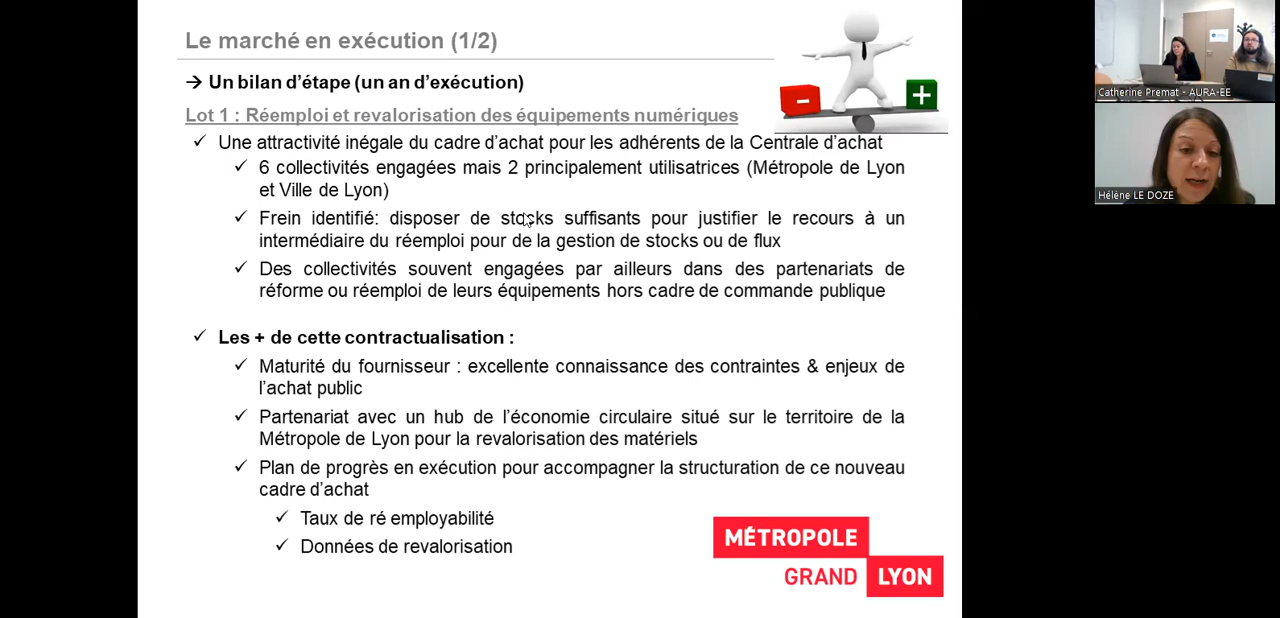 Le marché en exécution (1/2)
→ Un bilan d’étape (un an d’exécution)
Lot 1 : Réemploi et revalorisation des équipements numériques
✓ Une attractivité inégale du cadre d’achat pour les adhérents de la Centrale d’achat
✓ 6 collectivités engagées mais 2 principalement utilisatrices (Métropole de Lyon
et Ville de Lyon)
✓ Frein identifié: disposer de stocks suffisants pour justifier le recours à un
intermédiaire du réemploi pour de la gestion de stocks ou de flux
✓ Des collectivités souvent engagées par ailleurs dans des partenariats de
réforme ou réemploi de leurs équipements hors cadre de commande publique
✓ Les + de cette contractualisation :
✓ Maturité du fournisseur : excellente connaissance des contraintes & enjeux de
l’achat public
✓ Partenariat avec un hub de l’économie circulaire situé sur le territoire de la
Métropole de Lyon pour la revalorisation des matériels
✓ Plan de progrès en exécution pour accompagner la structuration de ce nouveau
cadre d’achat
✓ Taux de ré employabilité
✓ Données de revalorisation
- +
MÉTROPOLE
GRAND LYON
Catherine Premat - AURA-EE
Hélène LE DOZE